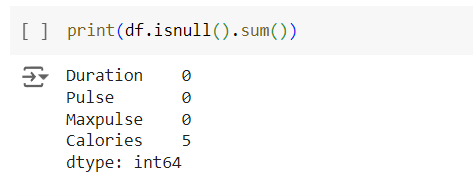 [ ] print(df.isnull().sum())
Duration    0
Pulse       0
Maxpulse    0
Calories    5
dtype: int64